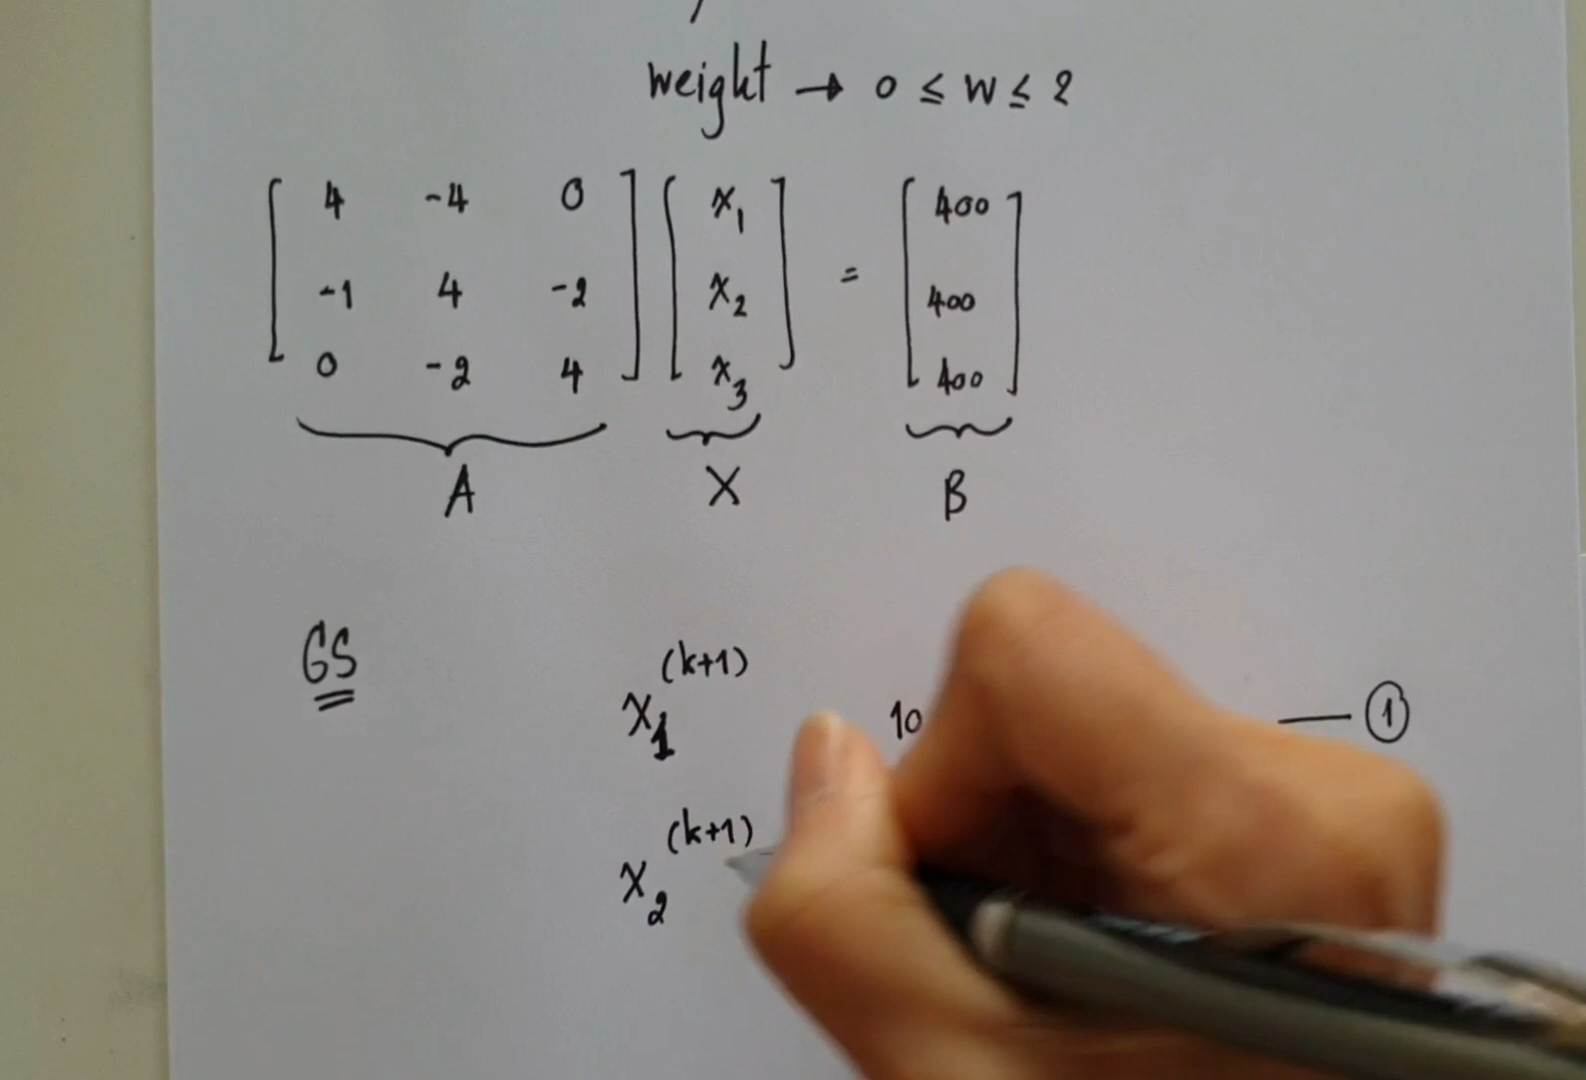 weight → 0 ≤ w ≤ 2
[ 4 -4 0 ] [ x₁ ] = [ 400 ]
[ -1 4 -2 ] [ x₂ ] [ 400 ]
[ 0 -2 4 ] [ x₃ ] [ 400 ]
A X B
GS x₁^(k+1) 10 — ①
x₂^(k+1)